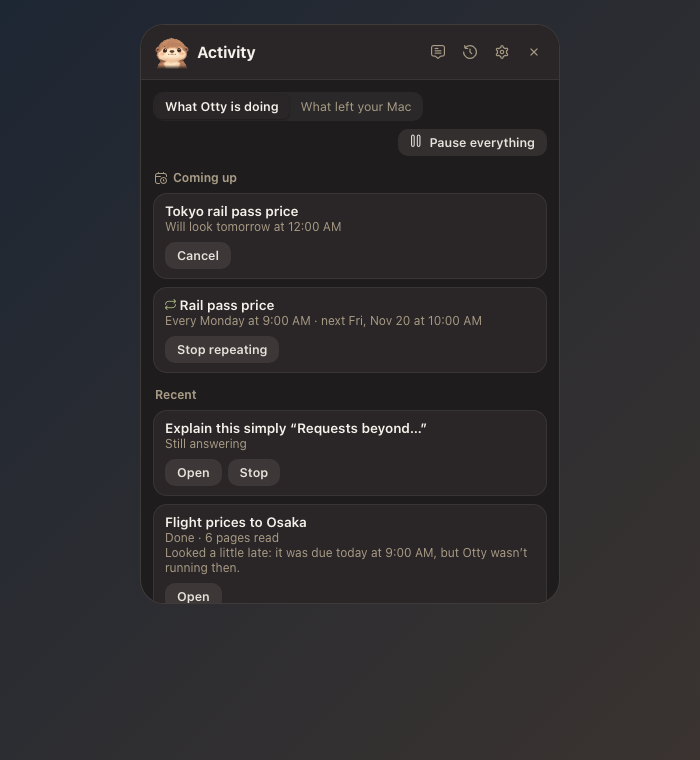 Activity
What Otty is doing
What left your Mac
Pause everything
Coming up
Tokyo rail pass price
Will look tomorrow at 12:00 AM
Cancel
Rail pass price
Every Monday at 9:00 AM · next Fri, Nov 20 at 10:00 AM
Stop repeating
Recent
Explain this simply “Requests beyond…”
Still answering
Open
Stop
Flight prices to Osaka
Done · 6 pages read
Looked a little late: it was due today at 9:00 AM, but Otty wasn’t
running then.
Open